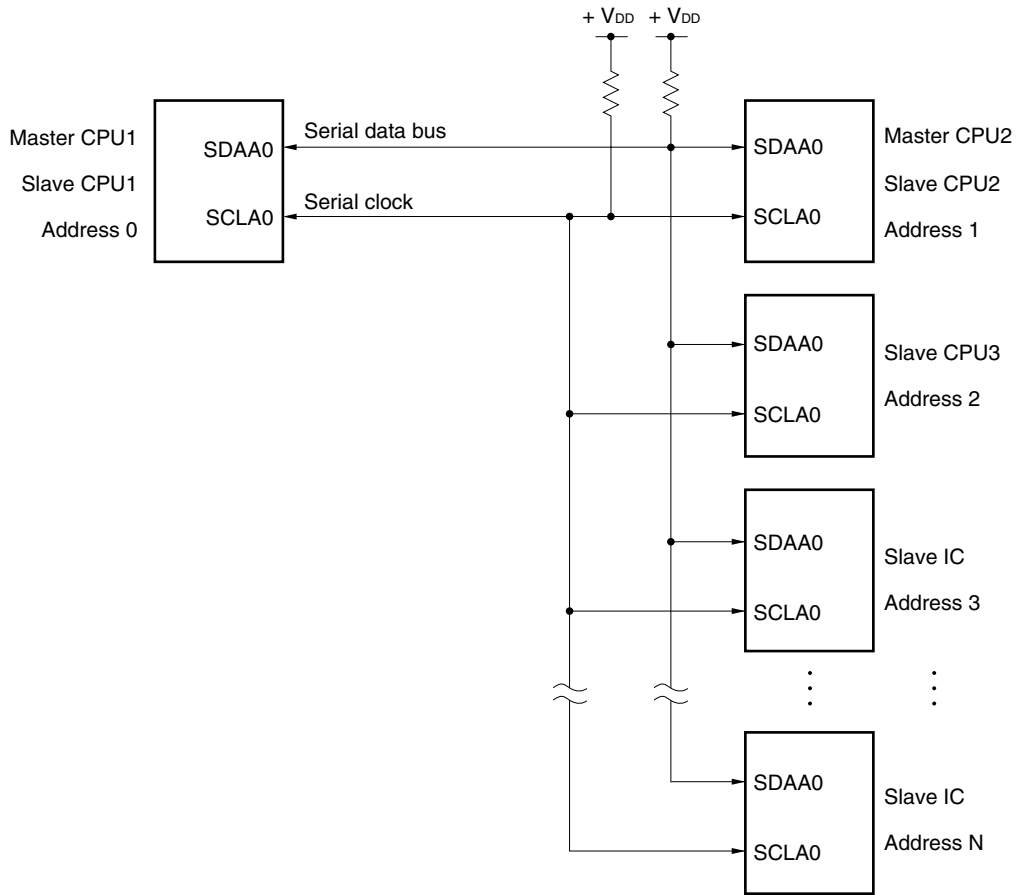 + VDD
+ VDD
Master CPU1
Slave CPU1
Address 0
SDAA0
SCLA0
Serial data bus
Serial clock
SDAA0
SCLA0
Master CPU2
Slave CPU2
Address 1
SDAA0
SCLA0
Slave CPU3
Address 2
SDAA0
SCLA0
Slave IC
Address 3
SDAA0
SCLA0
Slave IC
Address N